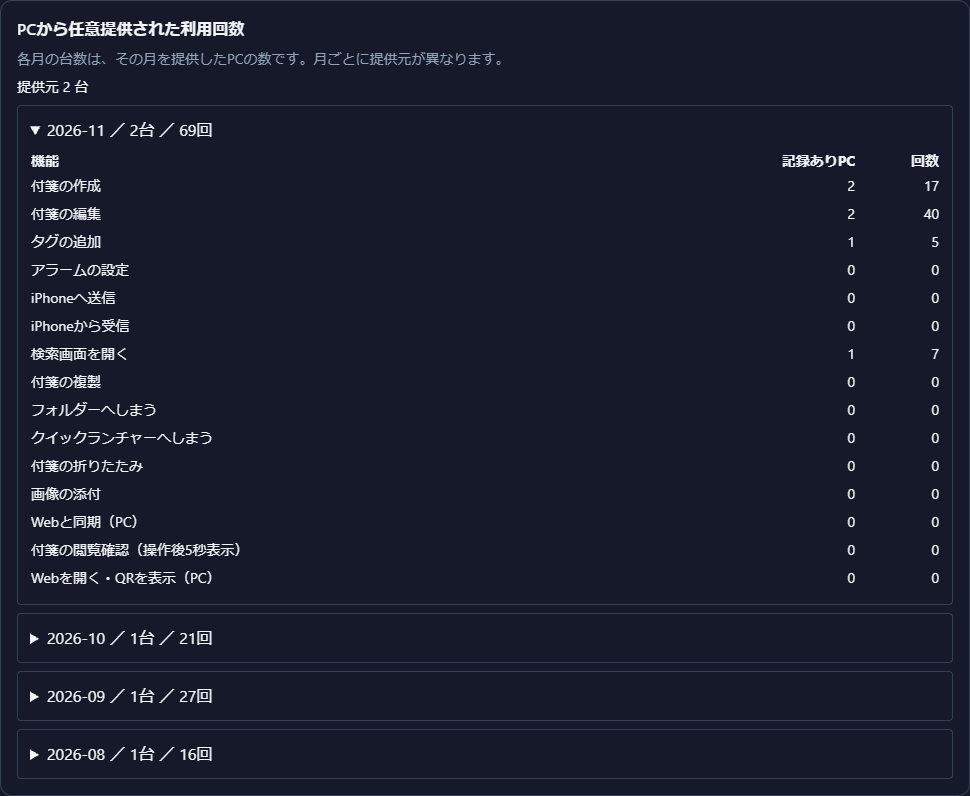 PCから任意提供された利用回数
各月の台数は、その月を提供したPCの数です。月ごとに提供元が異なります。
提供元 2 台
▼ 2026-11 ／ 2台 ／ 69回
機能 記録ありPC 回数
付箋の作成 2 17
付箋の編集 2 40
タグの追加 1 5
アラームの設定 0 0
iPhoneへ送信 0 0
iPhoneから受信 0 0
検索画面を開く 1 7
付箋の複製 0 0
フォルダーへしまう 0 0
クイックランチャーへしまう 0 0
付箋の折りたたみ 0 0
画像の添付 0 0
Webと同期（PC） 0 0
付箋の閲覧確認（操作後5秒表示） 0 0
Webを開く・QRを表示（PC） 0 0
▶ 2026-10 ／ 1台 ／ 21回
▶ 2026-09 ／ 1台 ／ 27回
▶ 2026-08 ／ 1台 ／ 16回